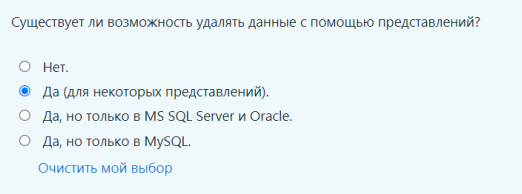 Существует ли возможность удалять данные с помощью представлений?
Нет.
Да (для некоторых представлений).
Да, но только в MS SQL Server и Oracle.
Да, но только в MySQL.
Очистить мой выбор